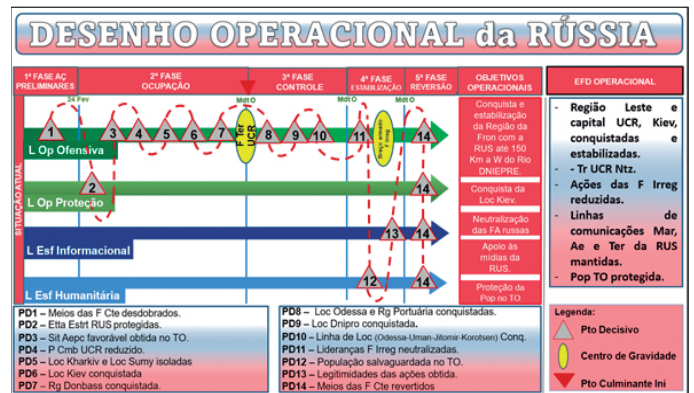 DESENHO OPERACIONAL da RÚSSIA
1ª FASE AÇ
PRELIMINARES
2ª FASE
OCUPAÇÃO
3ª FASE
CONTROLE
4ª FASE
ESTABILIZAÇÃO
5ª FASE
REVERSÃO
OBJETIVOS
OPERACIONAIS
EFD OPERACIONAL
24 Fev
Mdt O
Mdt O
Mdt O
SITUAÇÃO ATUAL
1
3
4
5
6
7
F Ter
UCR
8
9
10
11
Braço armado
F Irreg
14
L Op Ofensiva
2
14
L Op Proteção
13
14
L Esf Informacional
12
14
L Esf Humanitária
Conquista e
estabilização
da Região da
Fron com a
RUS até 150
Km a W do Rio
DNIEPRE.
Conquista da
Loc Kiev.
Neutralização
das FA russas
Apoio às
mídias da
RUS.
Proteção da
Pop no TO
- Região Leste e
capital UCR, Kiev,
conquistadas e
estabilizadas.
- - Tr UCR Ntz.
- Ações das F Irreg
reduzidas.
- Linhas de
comunicações Mar,
Ae e Ter da RUS
mantidas.
- Pop TO protegida.
PD1 – Meios das F Cte desdobrados.
PD2 – Etta Estrt RUS protegidas.
PD3 – Sit Aepc favorável obtida no TO.
PD4 – P Cmb UCR reduzido.
PD5 – Loc Kharkiv e Loc Sumy isoladas
PD6 – Loc Kiev conquistada
PD7 – Rg Donbass conquistada.
PD8 – Loc Odessa e Rg Portuária conquistadas.
PD9 – Loc Dnipro conquistada.
PD10 – Linha de Loc (Odessa-Uman-Jitomir-Korotsen) Conq.
PD11 – Lideranças F Irreg neutralizadas.
PD12 – População salvaguardada no TO.
PD13 – Legitimidades das ações obtida.
PD14 – Meios das F Cte revertidos
Legenda:
Pto Decisivo
Centro de Gravidade
Pto Culminante Ini